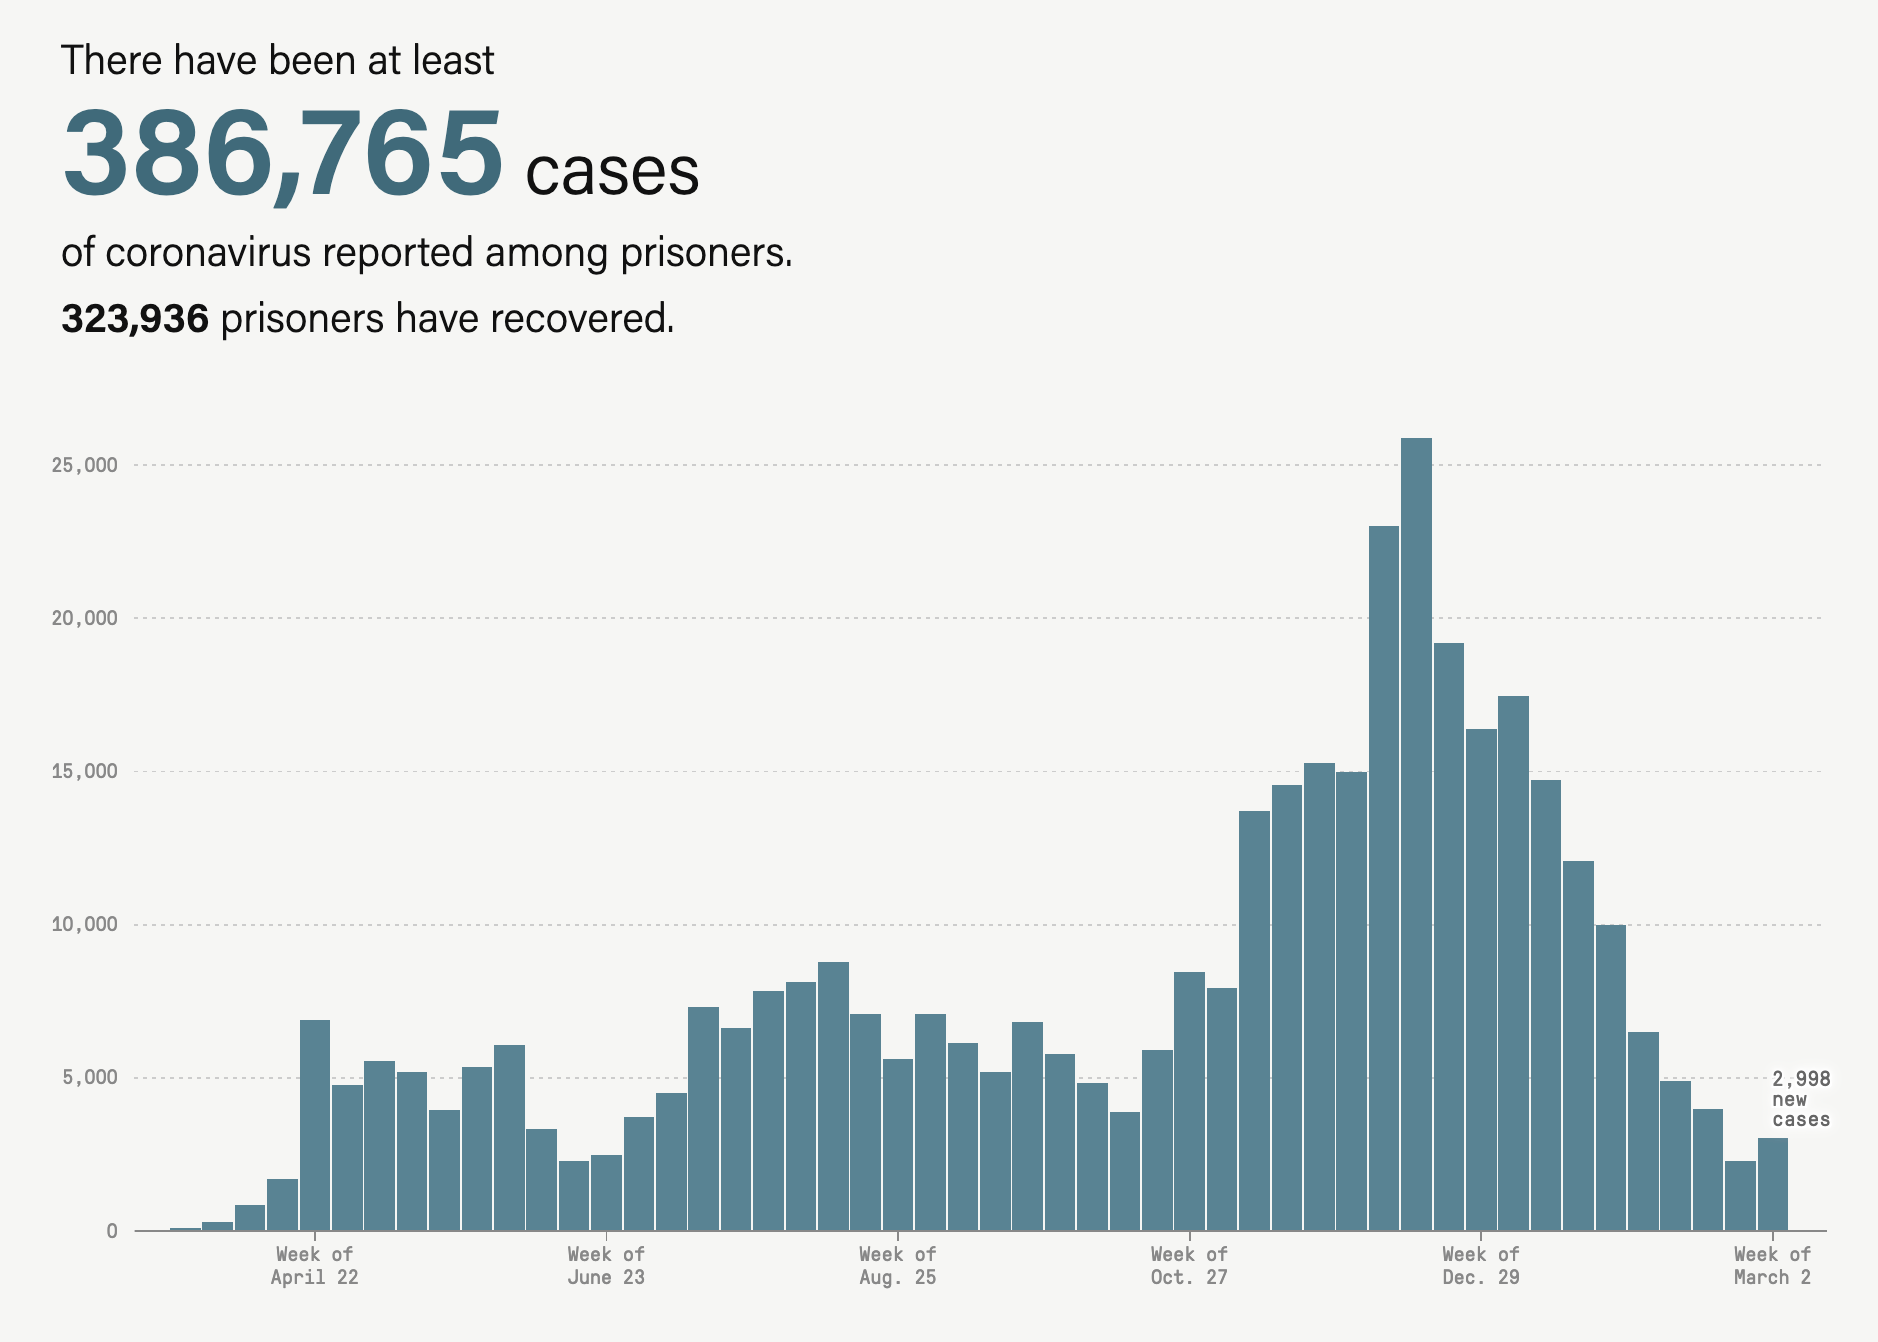 There have been at least
386,765 cases
of coronavirus reported among prisoners.
323,936 prisoners have recovered.
25,000
20,000
15,000
10,000
5,000
0
2,998
new
cases
Week of
April 22
Week of
June 23
Week of
Aug. 25
Week of
Oct. 27
Week of
Dec. 29
Week of
March 2